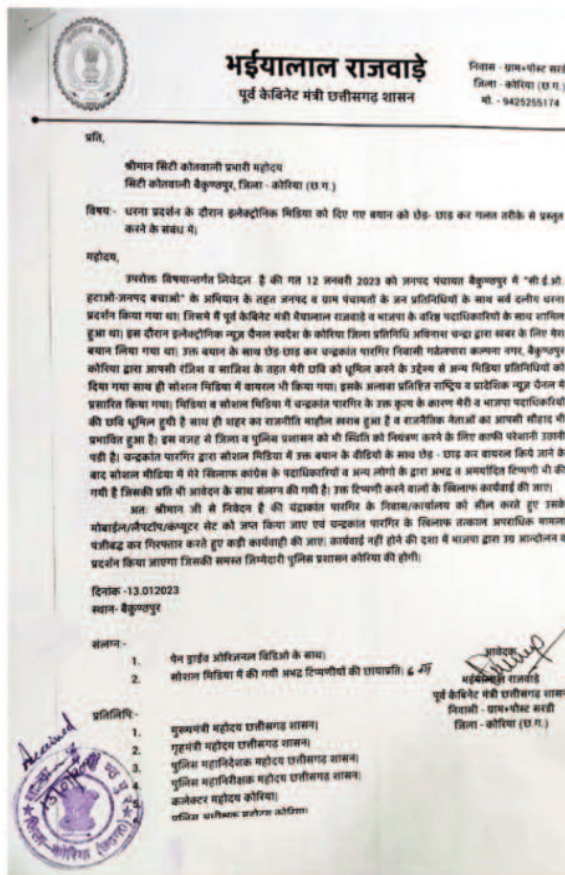 भईयालाल राजवाड़े
पूर्व केबिनेट मंत्री छत्तीसगढ़ शासन
निवास - ग्राम+पोस्ट सरडी
जिला - कोरिया (छ.ग.)
मो. - 9425255174
प्रति,
श्रीमान सिटी कोतवाली प्रभारी महोदय
सिटी कोतवाली बैकुण्ठपुर, जिला - कोरिया (छ.ग.)
विषय:- धरना प्रदर्शन के दौरान इलेक्ट्रोनिक मिडिया को दिए गए बयान को छेड़- छाड़ कर गलत तरीके से प्रस्तुत
करने के संबंध में।
महोदय,
उपरोक्त विषयान्तर्गत निवेदन है की गत 12 जनवरी 2023 को जनपद पंचायत बैकुण्ठपुर में "सी.ई.ओ.
हटाओ-जनपद बचाओ" के अभियान के तहत जनपद व ग्राम पंचायतों के जन प्रतिनिधियों के साथ सर्व दलीय धरना
प्रदर्शन किया गया था। जिसमे मैं पूर्व केबिनेट मंत्री भैयालाल राजवाड़े व भाजपा के वरिष्ठ पदाधिकारियों के साथ शामिल
हुआ था। इस दौरान इलेक्ट्रोनिक न्यूज़ चैनल स्वदेश के कोरिया जिला प्रतिनिधि अविनाश चन्द्रा द्वारा खबर के लिए मेरा
बयान लिया गया था। उक्त बयान के साथ छेड़-छाड़ कर चन्द्रकांत पारगिर निवासी गढेलपारा कल्पना नगर, बैकुण्ठपुर
कोरिया द्वारा आपसी रंजिश व साजिश के तहत मेरी छवि को धूमिल करने के उद्देश्य से अन्य मिडिया प्रतिनिधियों को
दिया गया साथ ही सोशल मिडिया में वायरल भी किया गया। इसके अलावा प्रतिष्ठित राष्ट्रिय व प्रादेशिक न्यूज़ चैनल में
प्रसारित किया गया। मिडिया व सोशल मिडिया में चन्द्रकांत पारगिर के उक्त कृत्य के कारण मेरी व भाजपा पदाधिकारियों
की छवि धूमिल हुयी है साथ ही शहर का राजनीति माहौल खराब हुआ है व राजनैतिक नेताओं का आपसी सौहाद्र भी
प्रभावित हुआ है। इस वजह से जिला व पुलिस प्रशासन को भी स्थिति को नियंत्रण करने के लिए काफी परेशानी उठानी
पड़ी है। चन्द्रकांत पारगिर द्वारा सोशल मिडिया में उक्त बयान के वीडियो के साथ छेड़ - छाड़ कर वायरल किये जाने के
बाद सोशल मीडिया में मेरे खिलाफ कांग्रेस के पदाधिकारियों व अन्य लोगो के द्वारा अभद्र व अमर्यादित टिप्पणी भी की
गयी है जिसकी प्रति भी आवेदन के साथ संलग्न की गयी है। उक्त टिप्पणी करने वालों के खिलाफ कार्यवाई की जाए।
अतः श्रीमान जी से निवेदन है की चंद्राकांत पारगिर के निवास/कार्यालय को सील करते हुए उसके
मोबाईल/लैपटॉप/कंप्यूटर सेट को जप्त किया जाए एवं चन्द्रकांत पारगिर के खिलाफ तत्काल अपराधिक मामला
पंजीबद्ध कर गिरफ्तार करते हुए कड़ी कार्यवाही की जाए। कार्यवाई नहीं होने की दशा में भाजपा द्वारा उग्र आन्दोलन व
प्रदर्शन किया जाएगा जिसकी समस्त जिम्मेदारी पुलिस प्रशासन कोरिया की होगी।
दिनांक -13.012023
स्थान- बैकुण्ठपुर
संलग्न:-
1. पेन ड्राईव ओरिजनल विडिओ के साथ।
2. सोशल मिडिया में की गयी अभद्र टिप्पणीयों की छायाप्रति।
आवेदक
भईयालाल राजवाड़े
पूर्व केबिनेट मंत्री छत्तीसगढ़ शासन
निवासी - ग्राम+पोस्ट सरडी
जिला - कोरिया (छ.ग.)
प्रतिलिपि:-
1. मुख्यमंत्री महोदय छत्तीसगढ़ शासन।
2. गृहमंत्री महोदय छत्तीसगढ़ शासन।
3. पुलिस महानिदेशक महोदय छत्तीसगढ़ शासन।
4. पुलिस महानिरीक्षक महोदय छत्तीसगढ़ शासन।
कलेक्टर महोदय कोरिया।
पुलिस अधीक्षक महोदय कोरिया।
Received